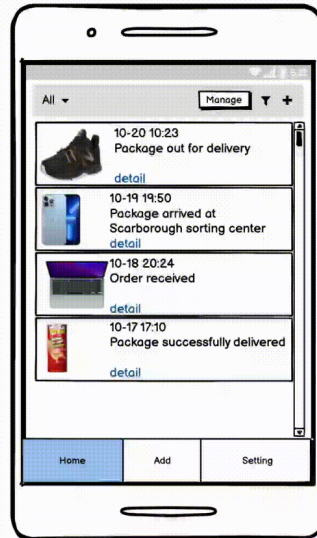 All
Manage
10-20 10:23
Package out for delivery
detail
10-19 19:50
Package arrived at
Scarborough sorting center
detail
10-18 20:24
Order received
detail
10-17 17:10
Package successfully delivered
detail
Home Add Setting